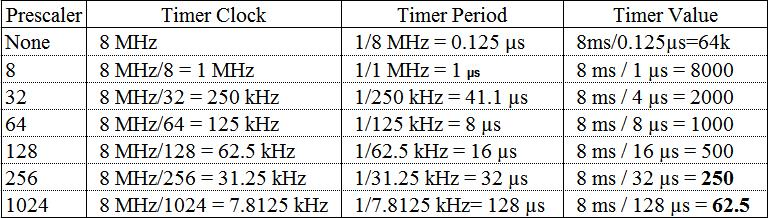 Prescaler Timer Clock Timer Period Timer Value
None 8 MHz 1/8 MHz = 0.125 µs 8ms/0.125µs=64k
8 8 MHz/8 = 1 MHz 1/1 MHz = 1 µs 8 ms / 1 µs = 8000
32 8 MHz/32 = 250 kHz 1/250 kHz = 41.1 µs 8 ms / 4 µs = 2000
64 8 MHz/64 = 125 kHz 1/125 kHz = 8 µs 8 ms / 8 µs = 1000
128 8 MHz/128 = 62.5 kHz 1/62.5 kHz = 16 µs 8 ms / 16 µs = 500
256 8 MHz/256 = 31.25 kHz 1/31.25 kHz = 32 µs 8 ms / 32 µs = 250
1024 8 MHz/1024 = 7.8125 kHz 1/7.8125 kHz= 128 µs 8 ms / 128 µs = 62.5